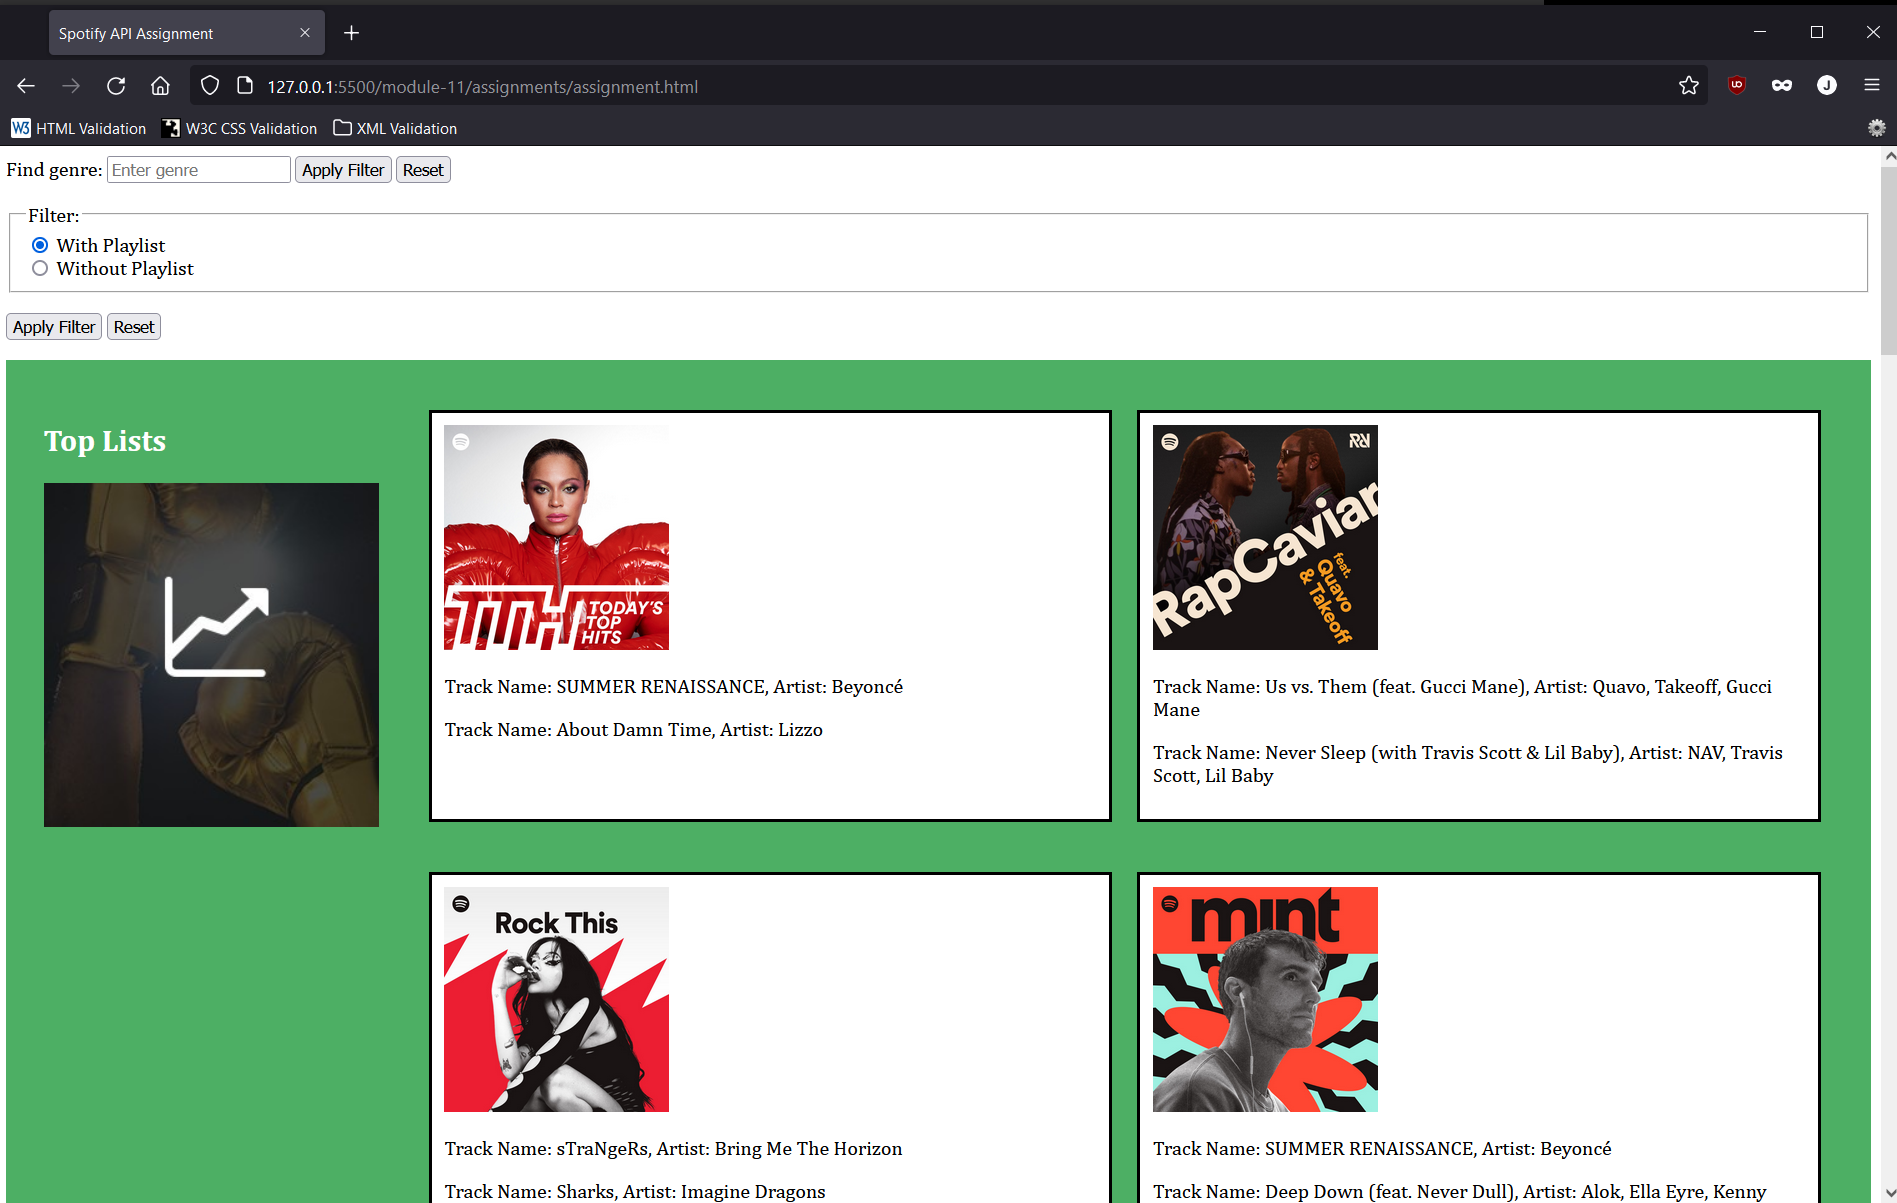 Spotify API Assignment
127.0.0.1:5500/module-11/assignments/assignment.html
J
W3 HTML Validation
W3C CSS Validation
XML Validation
Find genre: Enter genre Apply Filter Reset
Filter:
With Playlist
Without Playlist
Apply Filter Reset
Top Lists
TTH TODAY'S
TOP
HITS
Track Name: SUMMER RENAISSANCE, Artist: Beyoncé
Track Name: About Damn Time, Artist: Lizzo
RapCaviar
feat.
Quavo
& Takeoff
Track Name: Us vs. Them (feat. Gucci Mane), Artist: Quavo, Takeoff, Gucci
Mane
Track Name: Never Sleep (with Travis Scott & Lil Baby), Artist: NAV, Travis
Scott, Lil Baby
Rock This
Track Name: sTraNgeRs, Artist: Bring Me The Horizon
Track Name: Sharks, Artist: Imagine Dragons
mint
Track Name: SUMMER RENAISSANCE, Artist: Beyoncé
Track Name: Deep Down (feat. Never Dull), Artist: Alok, Ella Eyre, Kenny